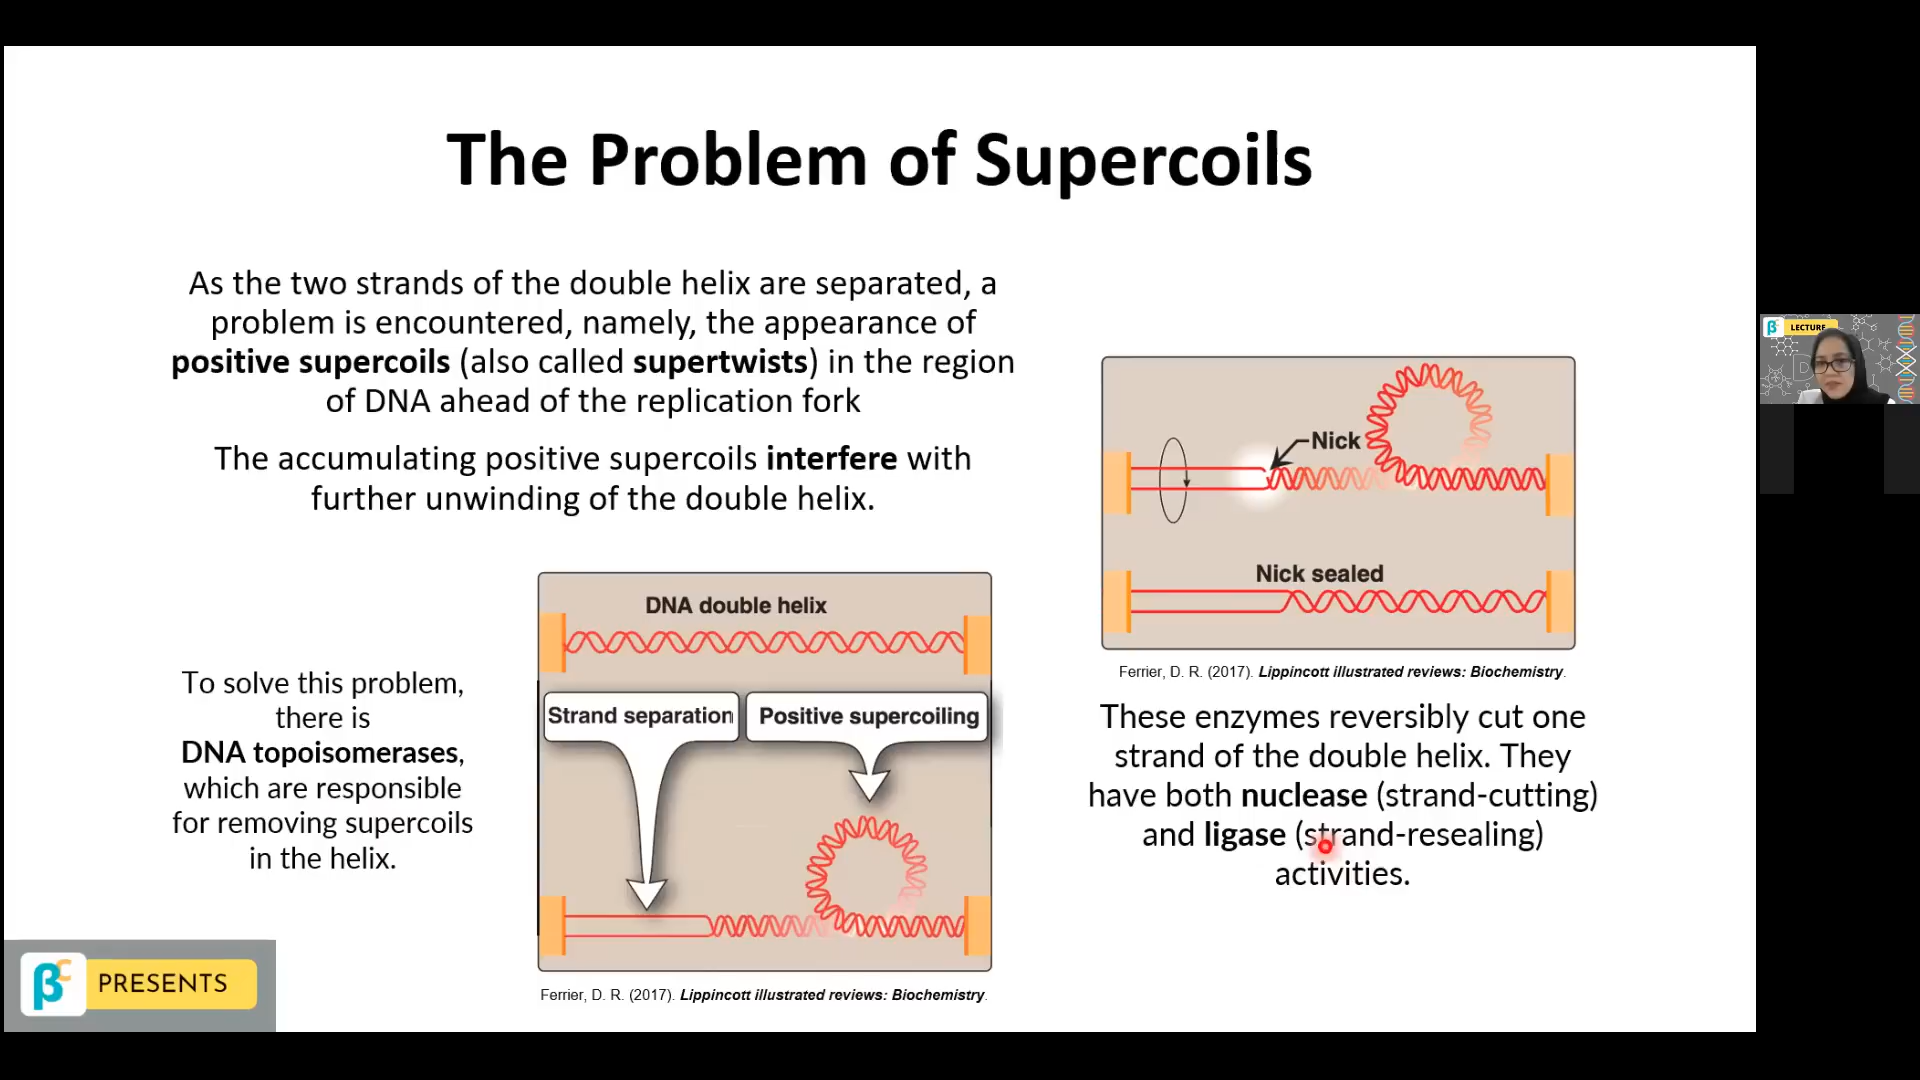 The Problem of Supercoils
As the two strands of the double helix are separated, a
problem is encountered, namely, the appearance of
positive supercoils (also called supertwists) in the region
of DNA ahead of the replication fork
The accumulating positive supercoils interfere with
further unwinding of the double helix.
To solve this problem,
there is
DNA topoisomerases,
which are responsible
for removing supercoils
in the helix.
DNA double helix
Strand separation
Positive supercoiling
Ferrier, D. R. (2017). Lippincott illustrated reviews: Biochemistry.
Nick
Nick sealed
Ferrier, D. R. (2017). Lippincott illustrated reviews: Biochemistry.
These enzymes reversibly cut one
strand of the double helix. They
have both nuclease (strand-cutting)
and ligase (strand-resealing)
activities.
βc PRESENTS
β LECTURE